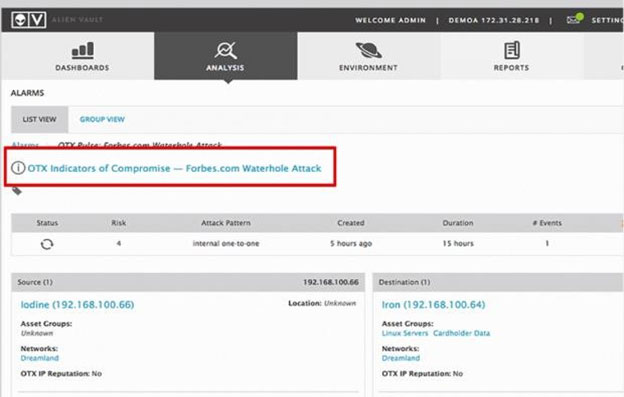 V ALIEN VAULT WELCOME ADMIN | DEMOA 172.31.28.218 | SETTIN
DASHBOARDS ANALYSIS ENVIRONMENT REPORTS
ALARMS
LIST VIEW GROUP VIEW
Alarms OTX Pulse: Forbes.com Waterhole Attack
OTX Indicators of Compromise — Forbes.com Waterhole Attack
Status Risk Attack Pattern Created Duration # Events
4 internal one-to-one 5 hours ago 15 hours 1
Source (1) 192.168.100.66 Destination (1)
Iodine (192.168.100.66) Location: Unknown Iron (192.168.100.64)
Asset Groups: Asset Groups:
Unknown Linux Servers Cardholder Data
Networks: Networks:
Dreamland Dreamland
OTX IP Reputation: No OTX IP Reputation: No